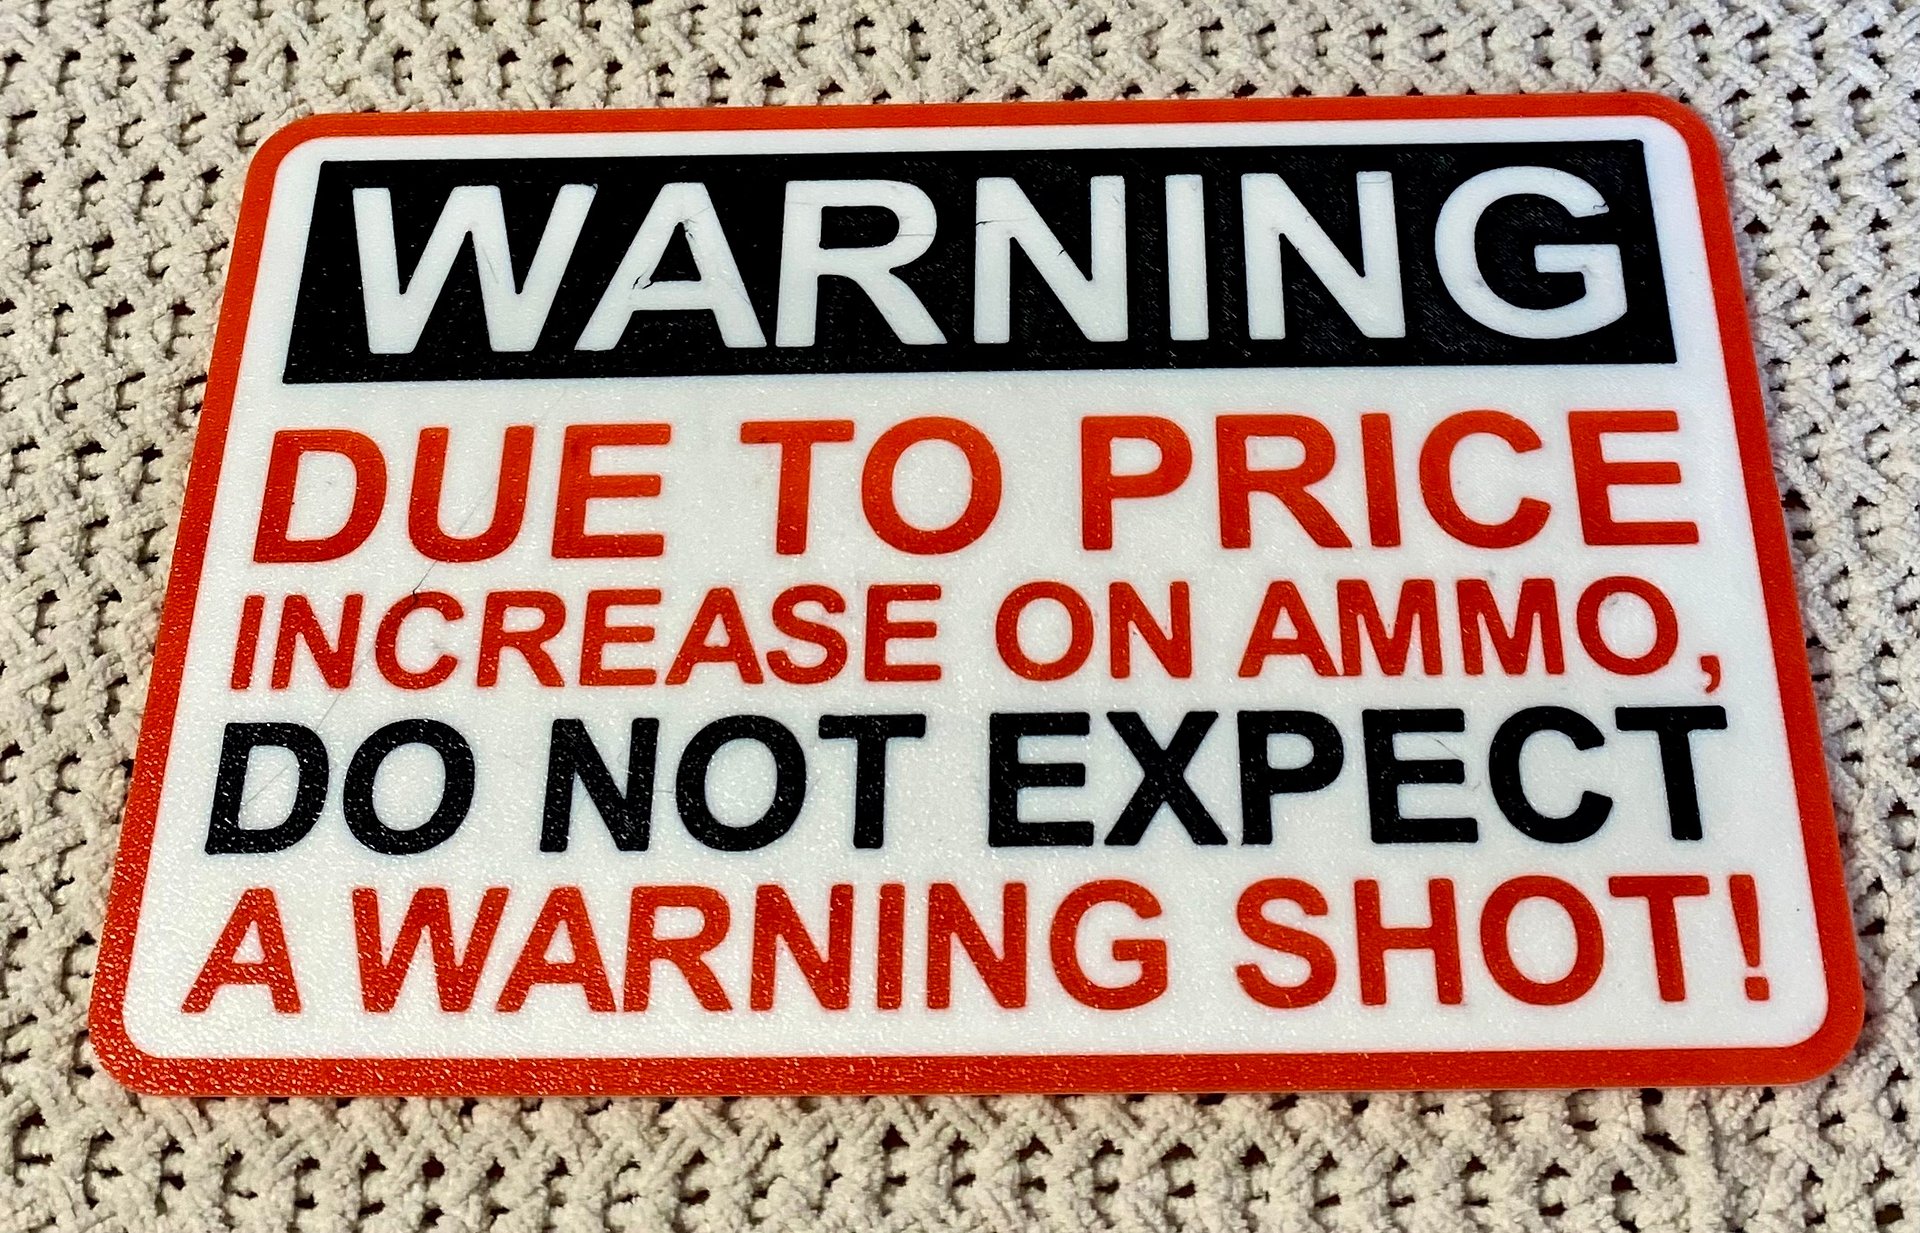 WARNING
DUE TO PRICE
INCREASE ON AMMO,
DO NOT EXPECT
A WARNING SHOT!